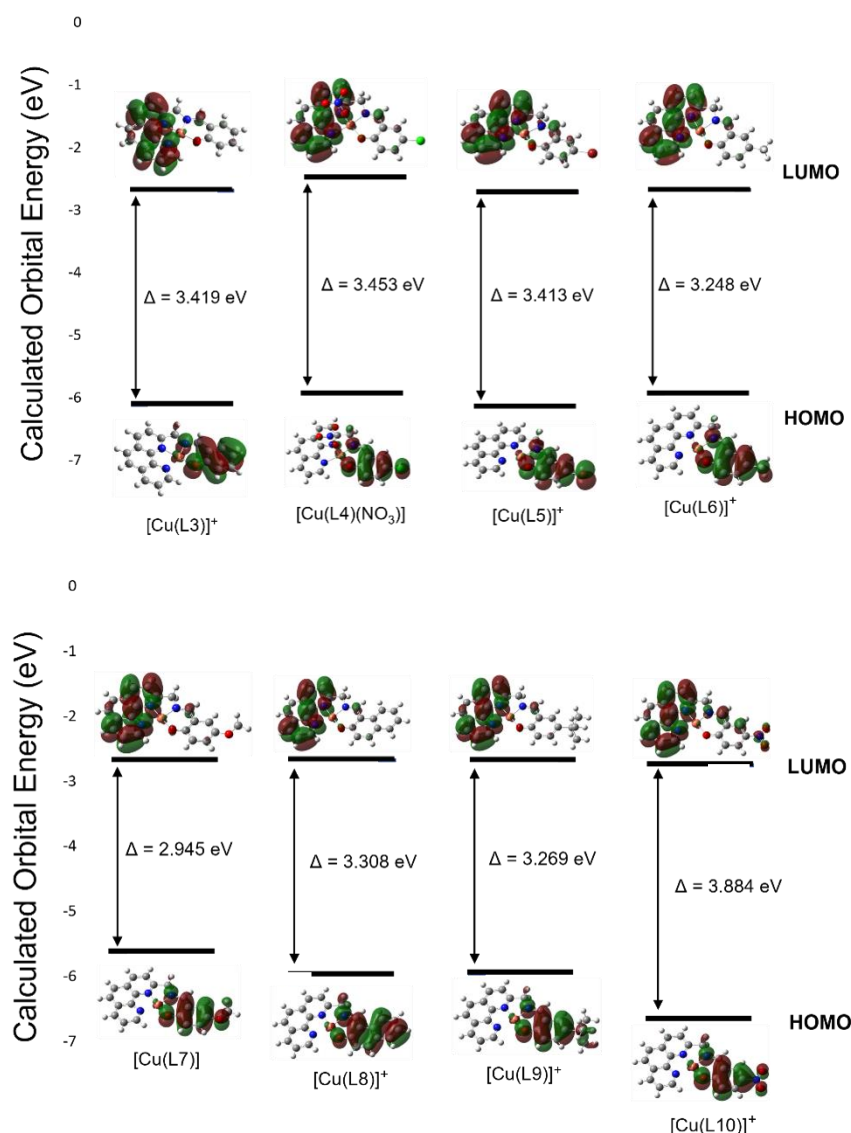 Calculated Orbital Energy (eV)
0
-1
-2
-3
-4
-5
-6
-7
LUMO
Δ = 3.419 eV
Δ = 3.453 eV
Δ = 3.413 eV
Δ = 3.248 eV
HOMO
[Cu(L3)]⁺
[Cu(L4)(NO₃)]
[Cu(L5)]⁺
[Cu(L6)]⁺
Calculated Orbital Energy (eV)
0
-1
-2
-3
-4
-5
-6
-7
LUMO
Δ = 2.945 eV
Δ = 3.308 eV
Δ = 3.269 eV
Δ = 3.884 eV
HOMO
[Cu(L7)]
[Cu(L8)]⁺
[Cu(L9)]⁺
[Cu(L10)]⁺